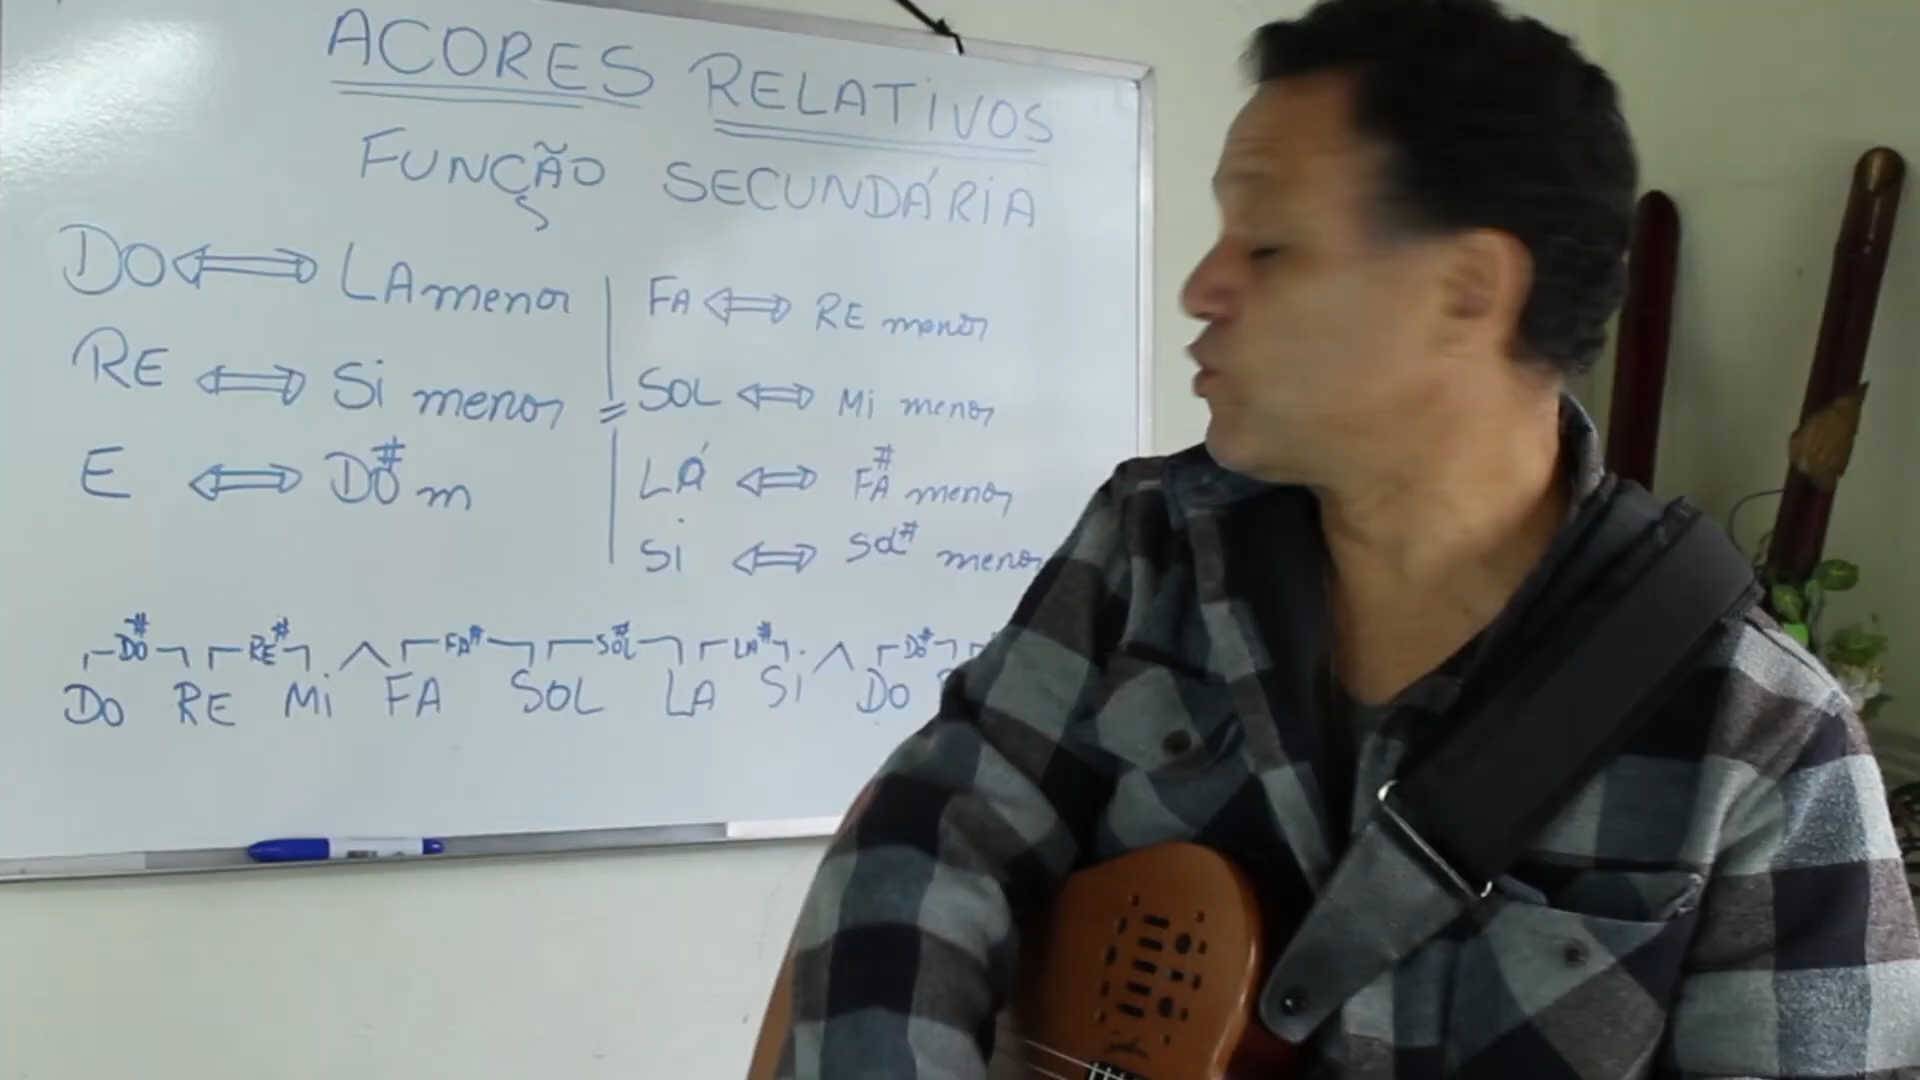 ACORES RELATIVOS
FUNÇÃO SECUNDÁRIA
DO ⇔ LA menor
RE ⇔ Si menor
E ⇔ DO# m
FA ⇔ RE menor
SOL ⇔ Mi menor
LÁ ⇔ FA# menor
Si ⇔ Sol# menor
DO# RE# FA# SOL# LA# DO#
DO RE Mi FA SOL LA Si DO